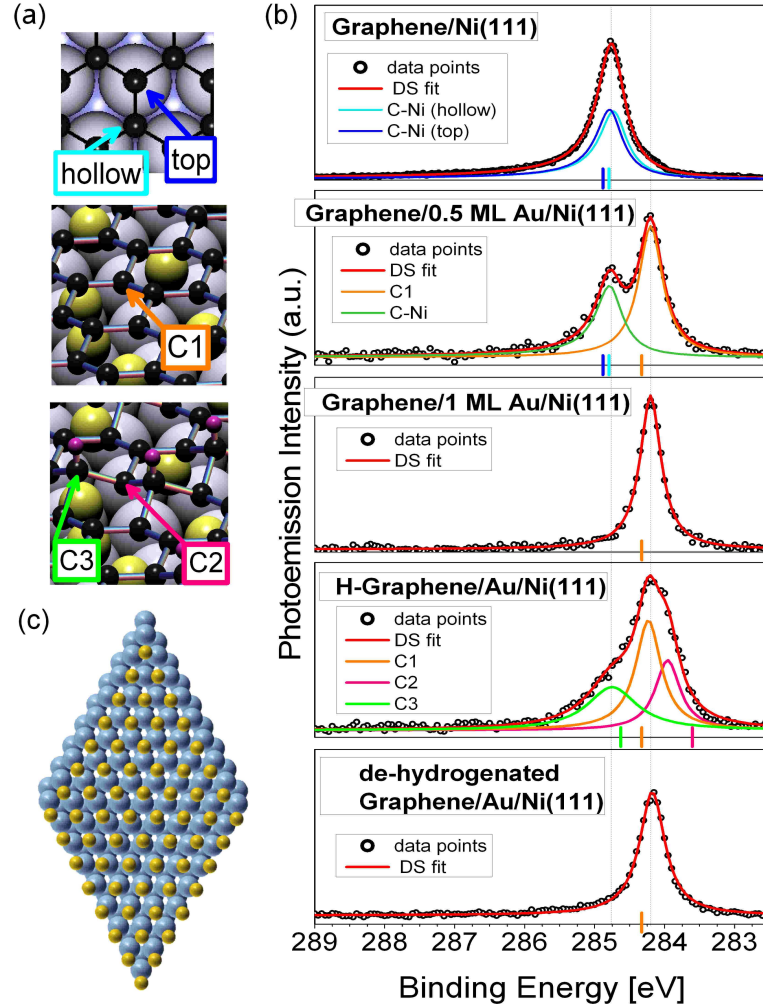 (a)
hollow
top
C1
C3
C2
(c)
(b)
Photoemission Intensity (a.u.)
Graphene/Ni(111)
data points
DS fit
C-Ni (hollow)
C-Ni (top)
Graphene/0.5 ML Au/Ni(111)
data points
DS fit
C1
C-Ni
Graphene/1 ML Au/Ni(111)
data points
DS fit
H-Graphene/Au/Ni(111)
data points
DS fit
C1
C2
C3
de-hydrogenated
Graphene/Au/Ni(111)
data points
DS fit
289 288 287 286 285 284 283
Binding Energy [eV]